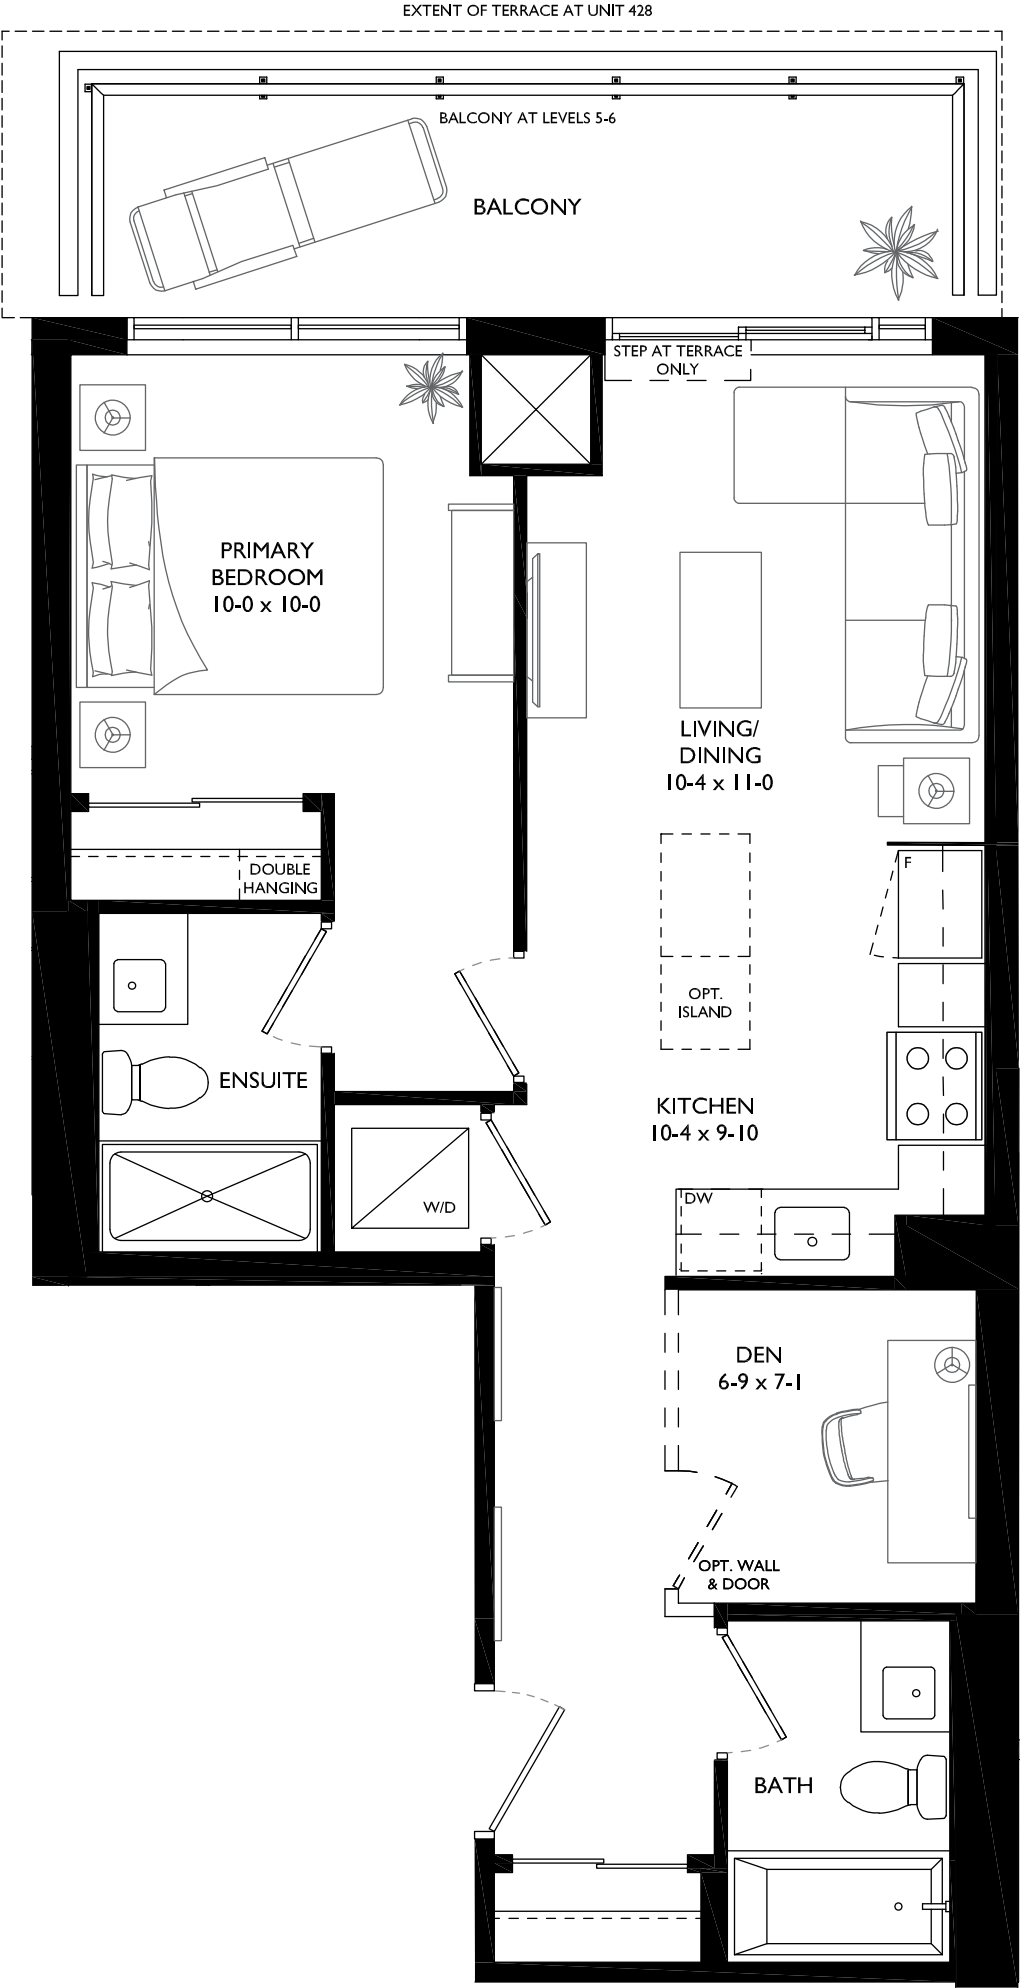 EXTENT OF TERRACE AT UNIT 428
BALCONY AT LEVELS 5-6
BALCONY
STEP AT TERRACE
ONLY
PRIMARY
BEDROOM
10-0 x 10-0
LIVING/
DINING
10-4 x 11-0
DOUBLE
HANGING
F
OPT.
ISLAND
ENSUITE
KITCHEN
10-4 x 9-10
W/D
DW
DEN
6-9 x 7-1
OPT. WALL
& DOOR
BATH